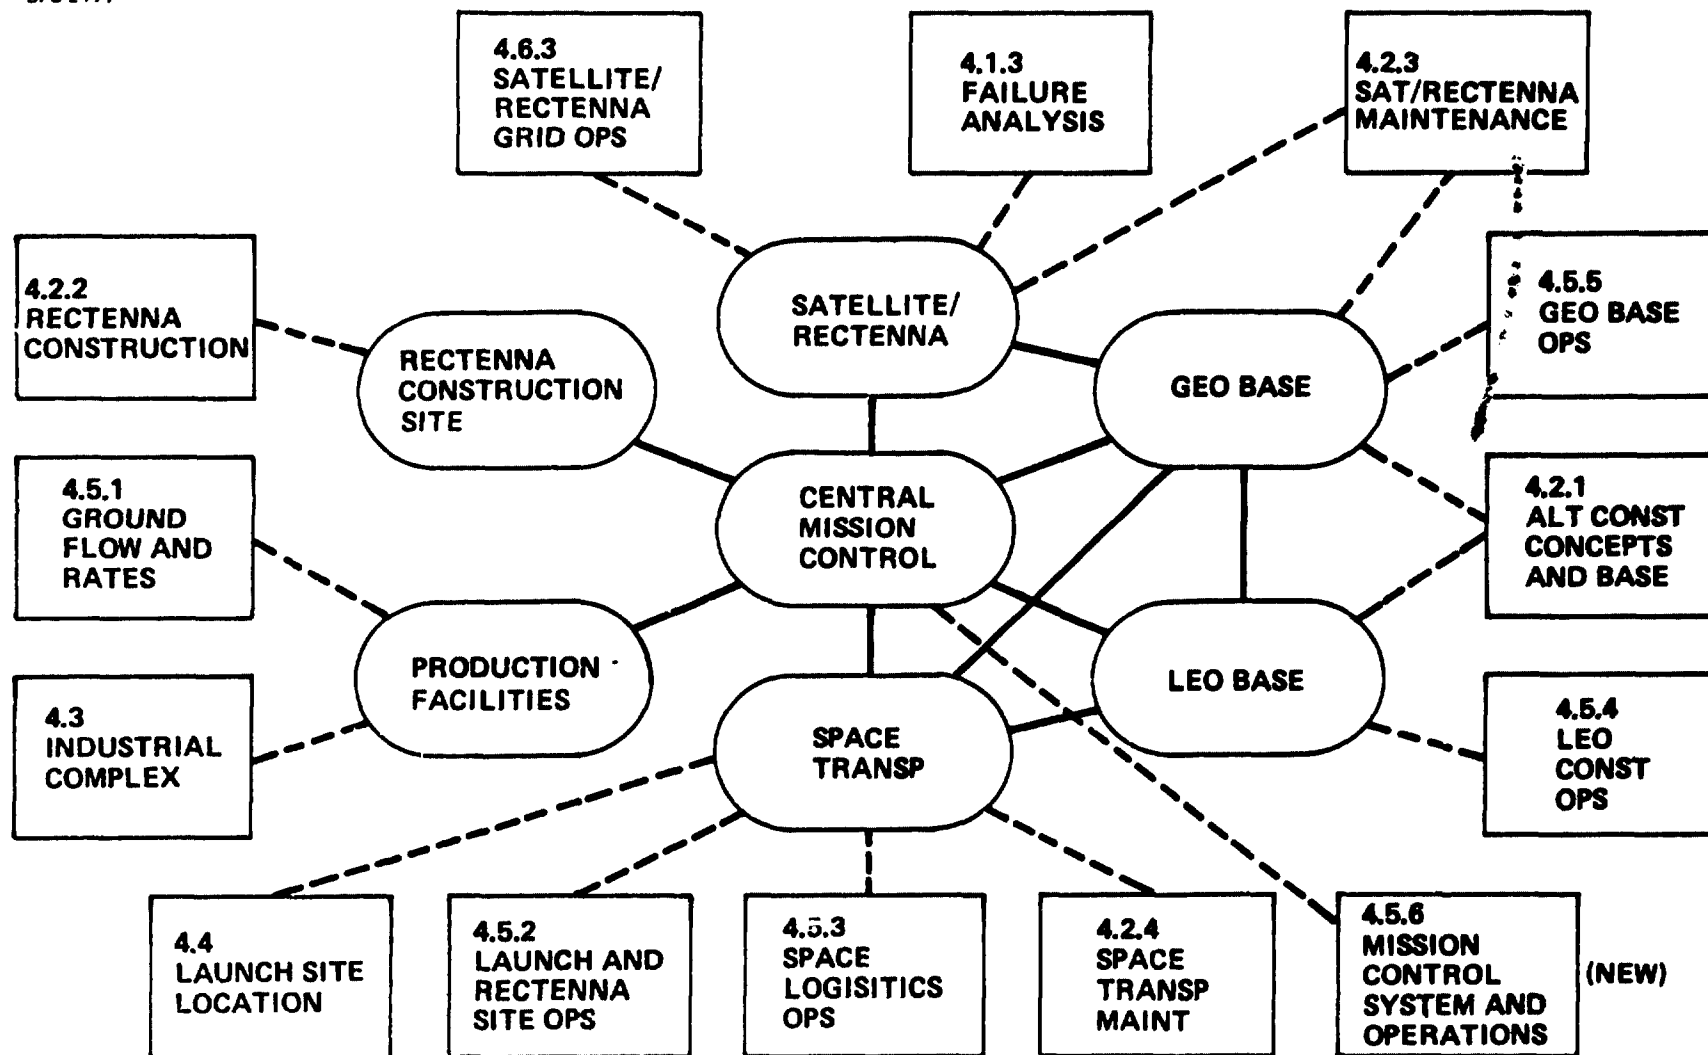 4.6.3
SATELLITE/
RECTENNA
GRID OPS
4.1.3
FAILURE
ANALYSIS
4.2.3
SAT/RECTENNA
MAINTENANCE
4.2.2
RECTENNA
CONSTRUCTION
RECTENNA
CONSTRUCTION
SITE
SATELLITE/
RECTENNA
GEO BASE
4.5.5
GEO BASE
OPS
4.5.1
GROUND
FLOW AND
RATES
CENTRAL
MISSION
CONTROL
4.2.1
ALT CONST
CONCEPTS
AND BASE
4.3
INDUSTRIAL
COMPLEX
PRODUCTION
FACILITIES
SPACE
TRANSP
LEO BASE
4.5.4
LEO
CONST
OPS
4.4
LAUNCH SITE
LOCATION
4.5.2
LAUNCH AND
RECTENNA
SITE OPS
4.5.3
SPACE
LOGISITICS
OPS
4.2.4
SPACE
TRANSP
MAINT
4.5.6
MISSION
CONTROL
SYSTEM AND
OPERATIONS
(NEW)